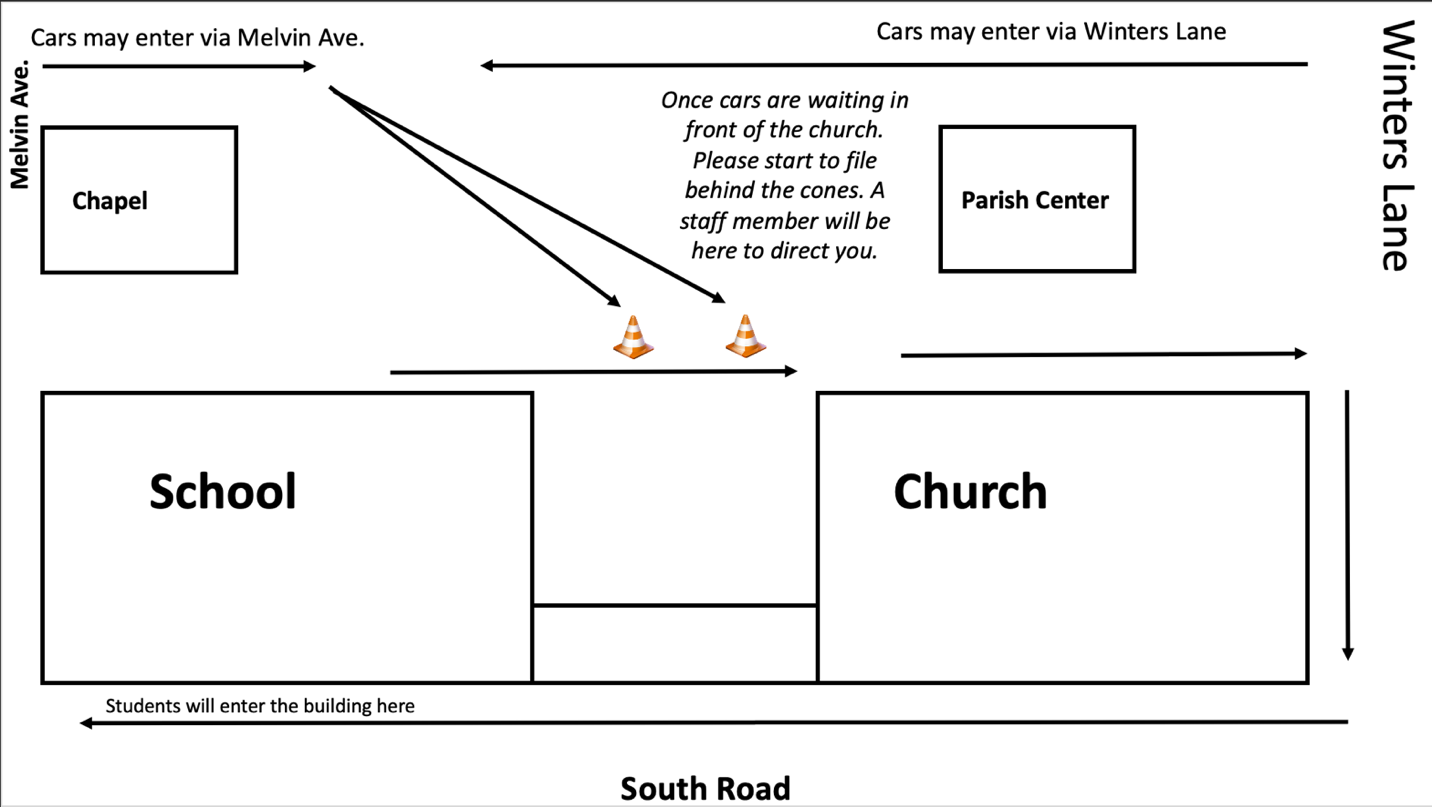 Cars may enter via Melvin Ave.
Cars may enter via Winters Lane
Melvin Ave.
Winters Lane
Once cars are waiting in
front of the church.
Please start to file
behind the cones. A
staff member will be
here to direct you.
Chapel
Parish Center
School
Church
Students will enter the building here
South Road